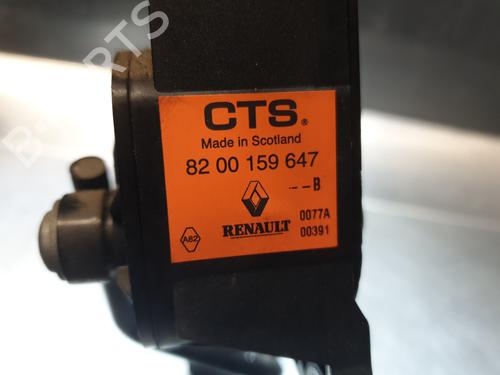 CTS®
Made in Scotland
82 00 159 647
-- B
RENAULT
0077A
00391
A82